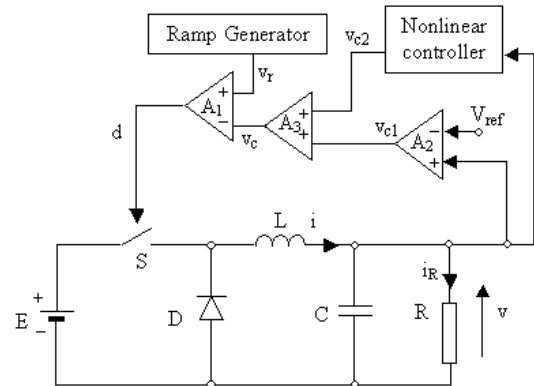 Ramp Generator
Nonlinear
controller
v_c2
v_r
+
A_1
−
v_c
+
A_3
+
v_c1
−
A_2
+
V_ref
d
S
L
i
i_R
+
E
−
D
C
R
v